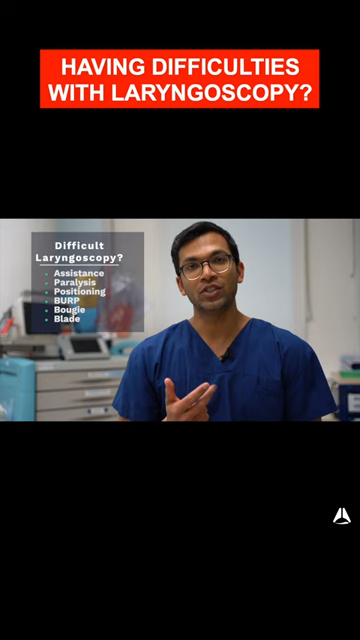 HAVING DIFFICULTIES
WITH LARYNGOSCOPY?
Difficult
Laryngoscopy?
Assistance
Paralysis
Positioning
BURP
Bougie
Blade